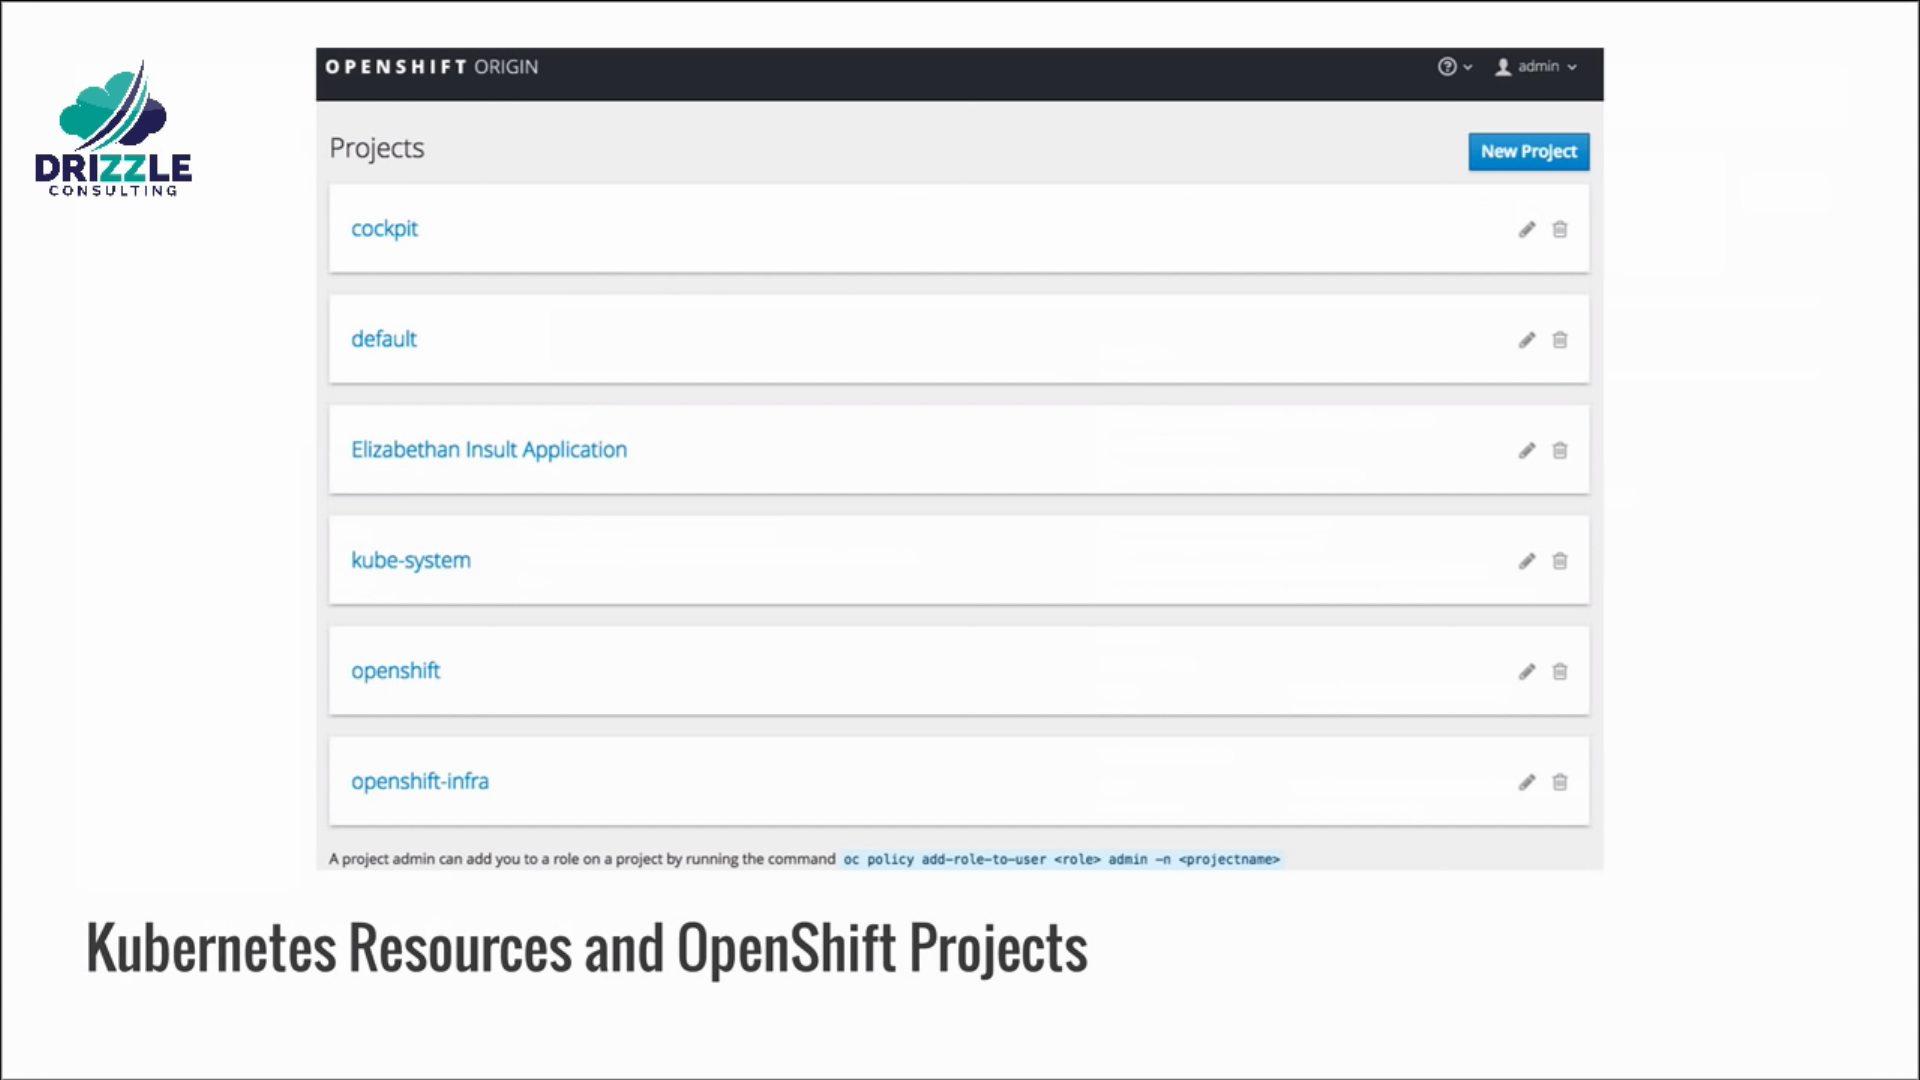 DRIZZLE
CONSULTING
OPENSHIFT ORIGIN
admin
Projects
New Project
cockpit
default
Elizabethan Insult Application
kube-system
openshift
openshift-infra
A project admin can add you to a role on a project by running the command oc policy add-role-to-user <role> admin -n <projectname>
Kubernetes Resources and OpenShift Projects